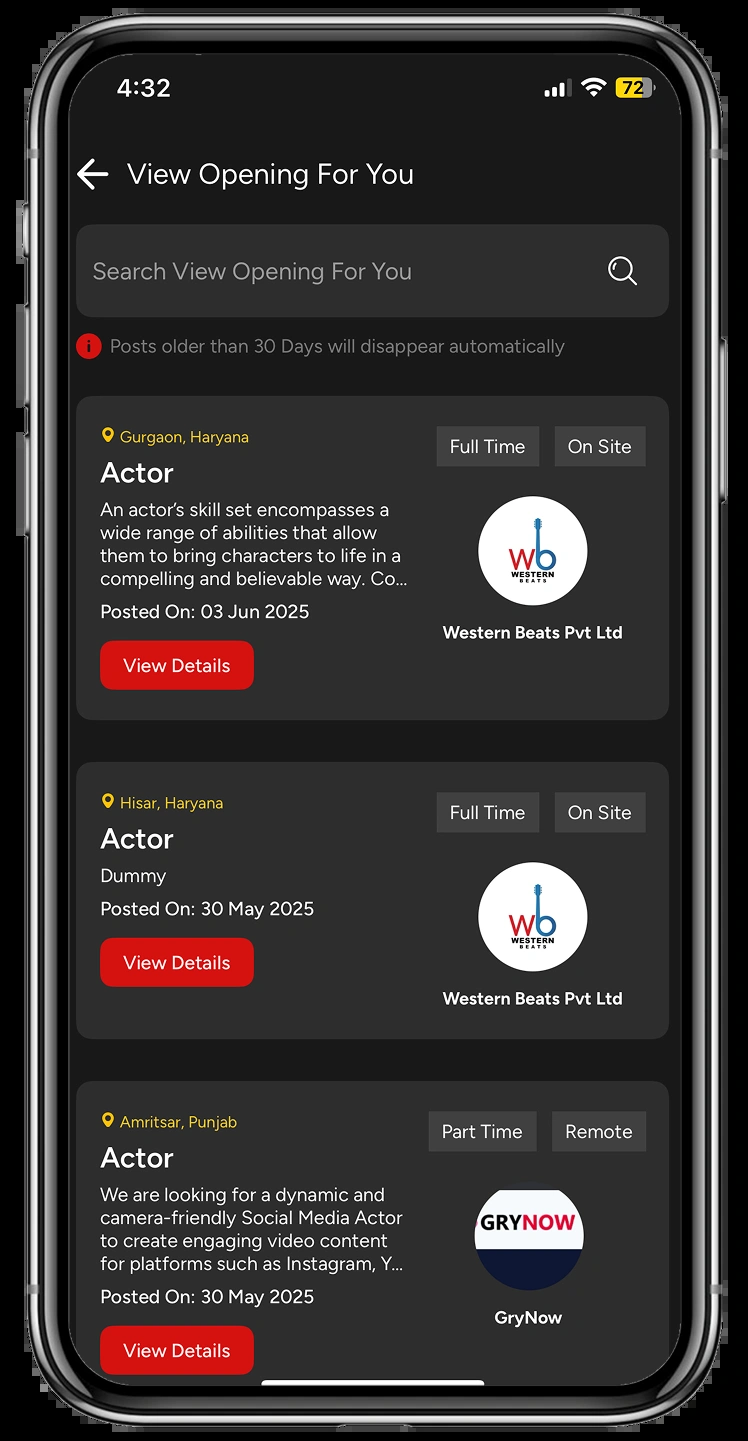 4:32
72
View Opening For You
Search View Opening For You
i Posts older than 30 Days will disappear automatically
Gurgaon, Haryana
Full Time
On Site
Actor
An actor’s skill set encompasses a
wide range of abilities that allow
them to bring characters to life in a
compelling and believable way. Co...
Posted On: 03 Jun 2025
View Details
Wb
WESTERN
BEATS
Western Beats Pvt Ltd
Hisar, Haryana
Full Time
On Site
Actor
Dummy
Posted On: 30 May 2025
View Details
Wb
WESTERN
BEATS
Western Beats Pvt Ltd
Amritsar, Punjab
Part Time
Remote
Actor
We are looking for a dynamic and
camera-friendly Social Media Actor
to create engaging video content
for platforms such as Instagram, Y...
Posted On: 30 May 2025
View Details
GRYNOW
GryNow